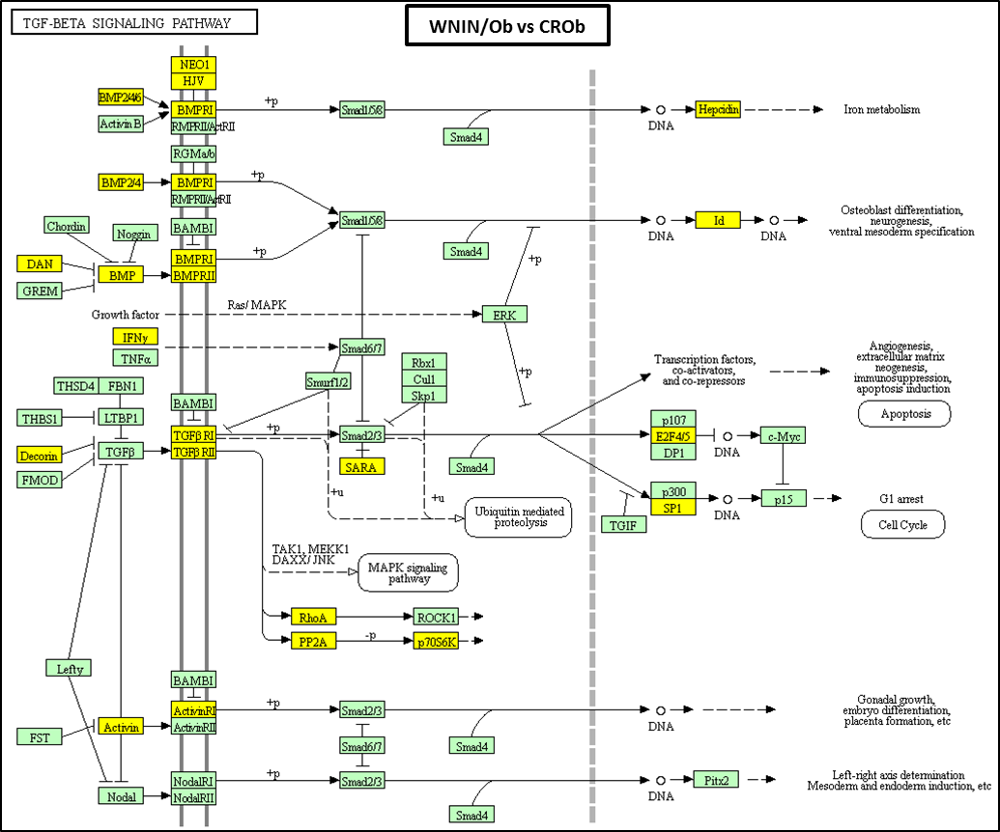 TGF-BETA SIGNALING PATHWAY
WNIN/Ob vs CROb
NEO1
HJV
BMP2/4/6
Activin B
BMPRI
RMPRII/ActRII
+p
Smad1/5/8
Smad4
DNA
Hepcidin
Iron metabolism
RGMa/b
BMP2/4
BMPRI
RMPRII/ActRII
+p
Smad1/5/8
Smad4
DNA
Id
DNA
Osteoblast differentiation,
neurogenesis,
ventral mesoderm specification
Chordin
Noggin
BAMBI
DAN
GREM
BMP
BMPRI
BMPRII
+p
+p
Growth factor
Ras/ MAPK
ERK
IFNγ
TNFα
Smad6/7
Smurf1/2
Rbx1
Cul1
Skp1
+p
Transcription factors,
co-activators,
and co-repressors
Angiogenesis,
extracellular matrix
neogenesis,
immunosuppression,
apoptosis induction
Apoptosis
THSD4
FBN1
THBS1
LTBP1
BAMBI
Decorin
FMOD
TGFβ
TGFβ RI
TGFβ RII
+p
Smad2/3
SARA
Smad4
p107
E2F4/5
DP1
DNA
c-Myc
p300
SP1
TGIF
DNA
p15
G1 arrest
Cell Cycle
+u
+u
Ubiquitin mediated
proteolysis
TAK1, MEKK1
DAXX/ JNK
MAPK signaling
pathway
RhoA
ROCK1
PP2A
-p
p70S6K
Lefty
BAMBI
FST
Activin
ActivinRI
ActivinRII
+p
Smad2/3
Smad4
DNA
Gonadal growth,
embryo differentiation,
placenta formation, etc
Smad6/7
Nodal
NodalRI
NodalRII
+p
Smad2/3
Smad4
DNA
Pitx2
Left-right axis determination
Mesoderm and endoderm induction, etc